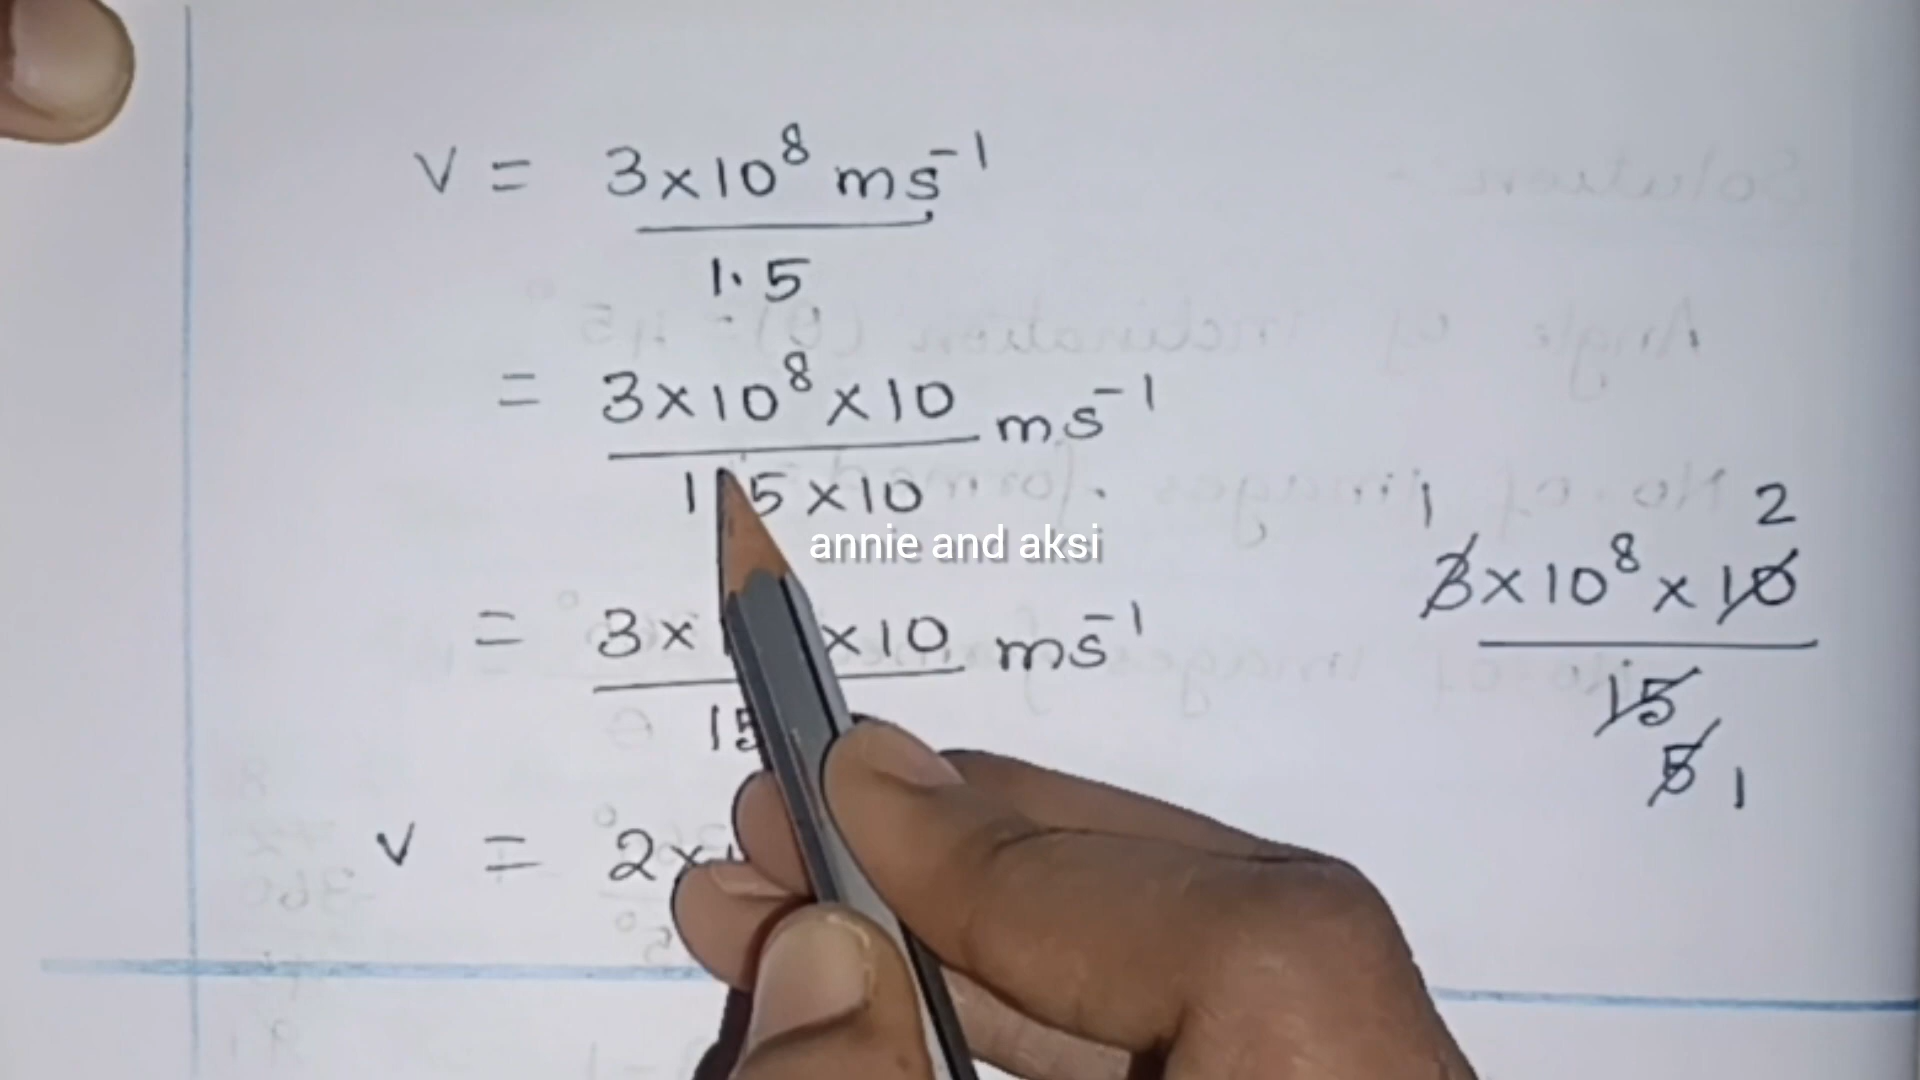 v = 3×10⁸ ms⁻¹
1.5
= 3×10⁸×10 ms⁻¹
1.5×10
annie and aksi
= 3× ×10 ms⁻¹
15
v = 2×
1 2
3×10⁸×10
15
5 1